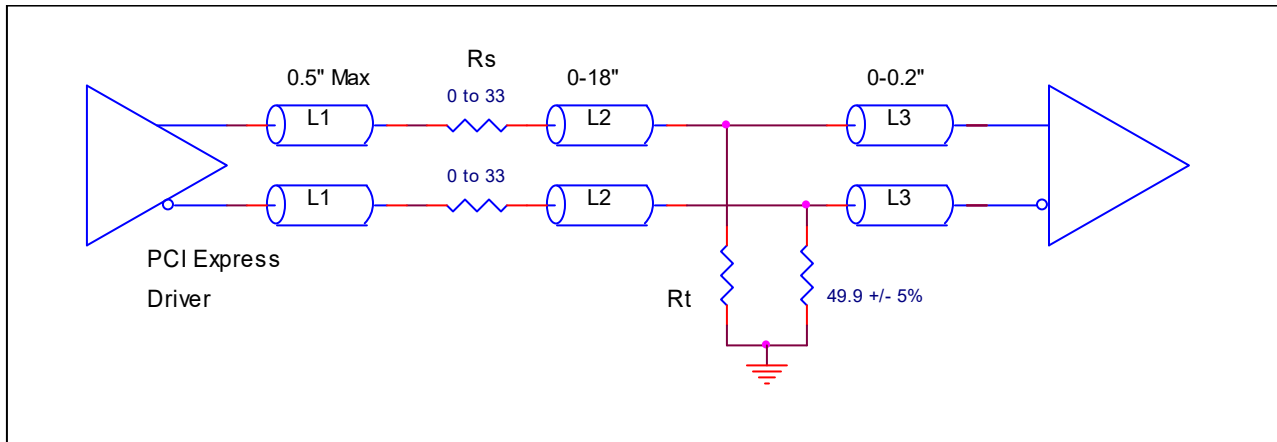 Rs
0.5" Max
0-18"
0-0.2"
0 to 33
L1
L2
L3
0 to 33
L1
L2
L3
PCI Express
Driver
Rt
49.9 +/- 5%